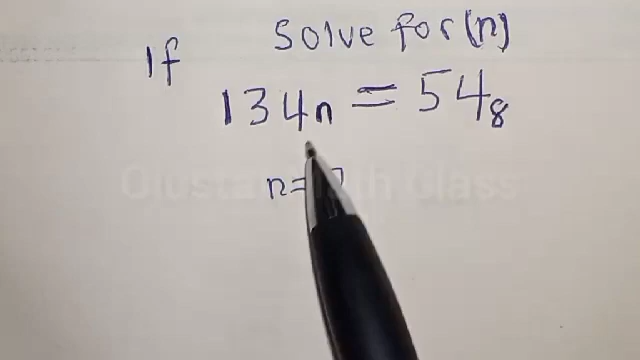 Solve for (n)
If
134n = 54₈
n=?